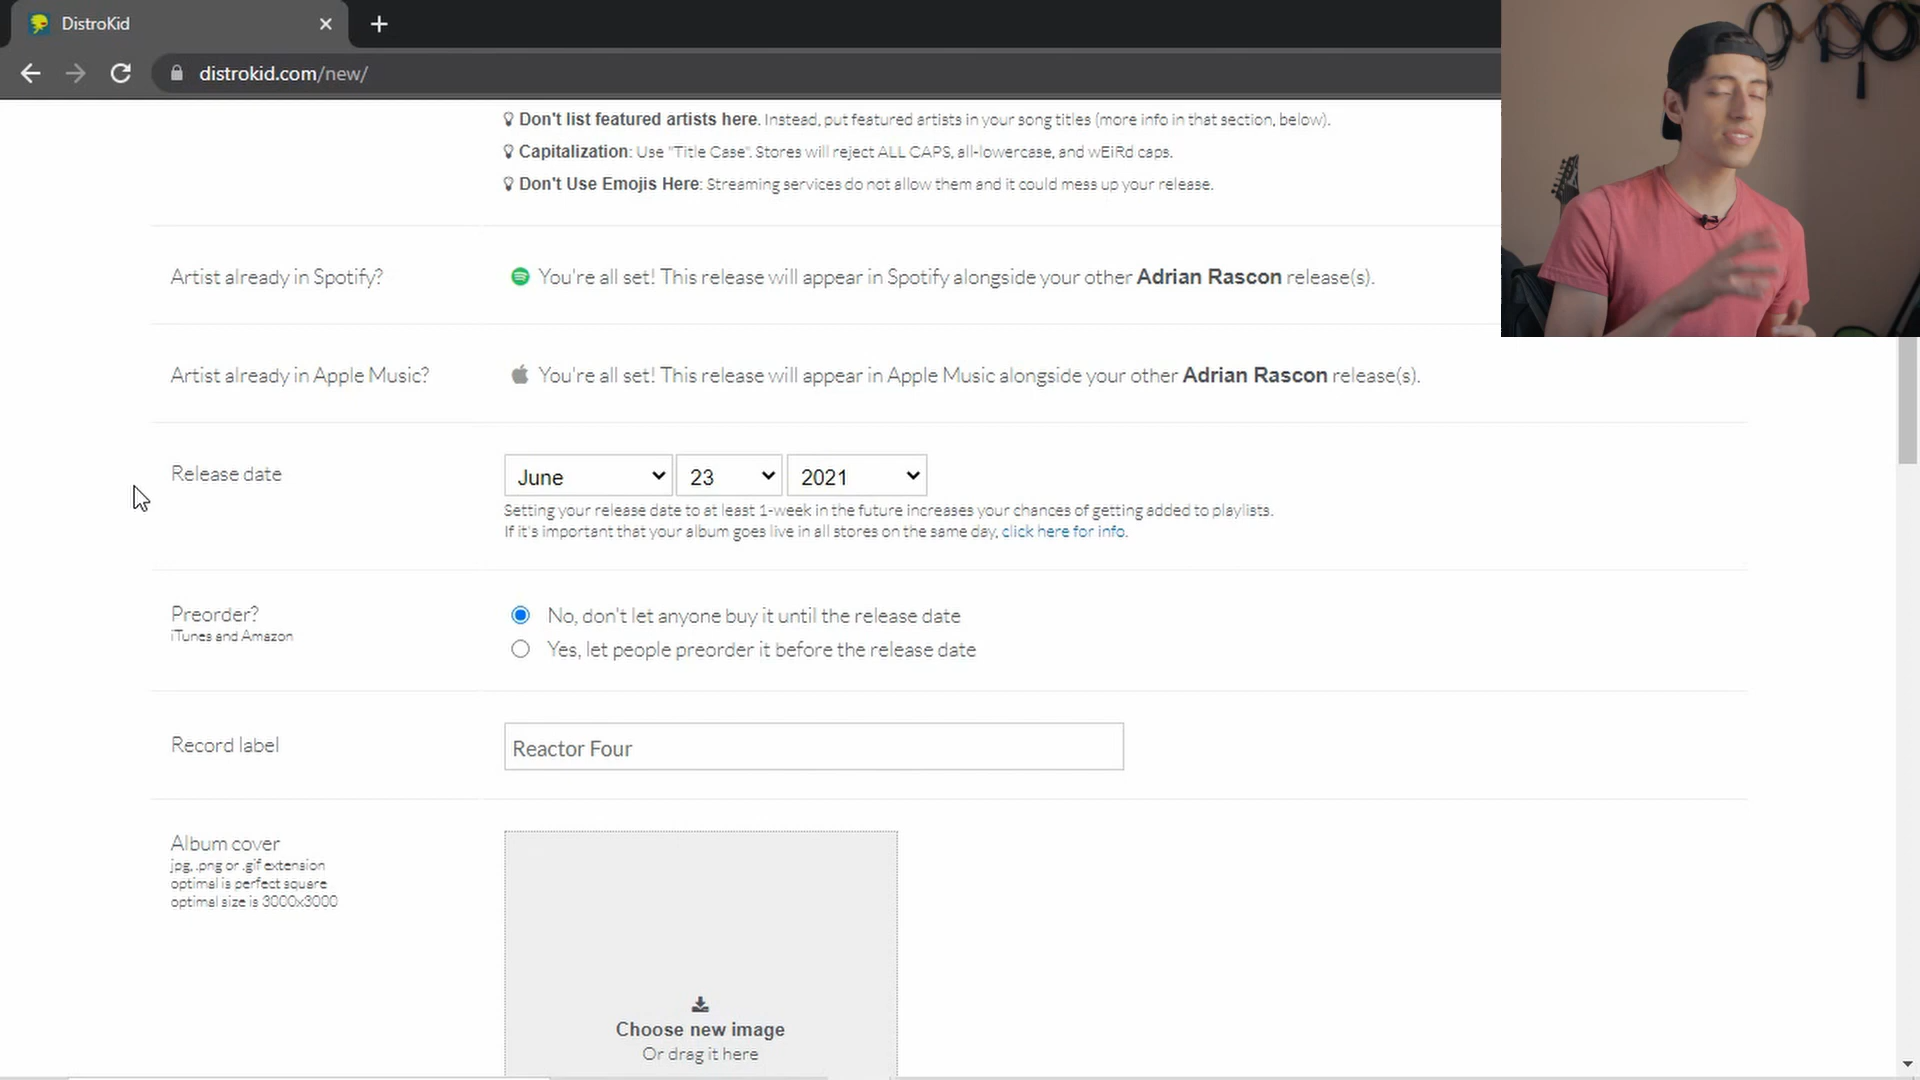 DistroKid
distrokid.com/new/
Don't list featured artists here. Instead, put featured artists in your song titles (more info in that section, below).
Capitalization: Use "Title Case". Stores will reject ALL CAPS, all-lowercase, and wEiRd caps.
Don't Use Emojis Here: Streaming services do not allow them and it could mess up your release.
Artist already in Spotify?
You're all set! This release will appear in Spotify alongside your other Adrian Rascon release(s).
Artist already in Apple Music?
You're all set! This release will appear in Apple Music alongside your other Adrian Rascon release(s).
Release date
June 23 2021
Setting your release date to at least 1-week in the future increases your chances of getting added to playlists.
If it's important that your album goes live in all stores on the same day, click here for info.
Preorder?
iTunes and Amazon
No, don't let anyone buy it until the release date
Yes, let people preorder it before the release date
Record label
Reactor Four
Album cover
jpg, .png or .gif extension
optimal is perfect square
optimal size is 3000x3000
Choose new image
Or drag it here